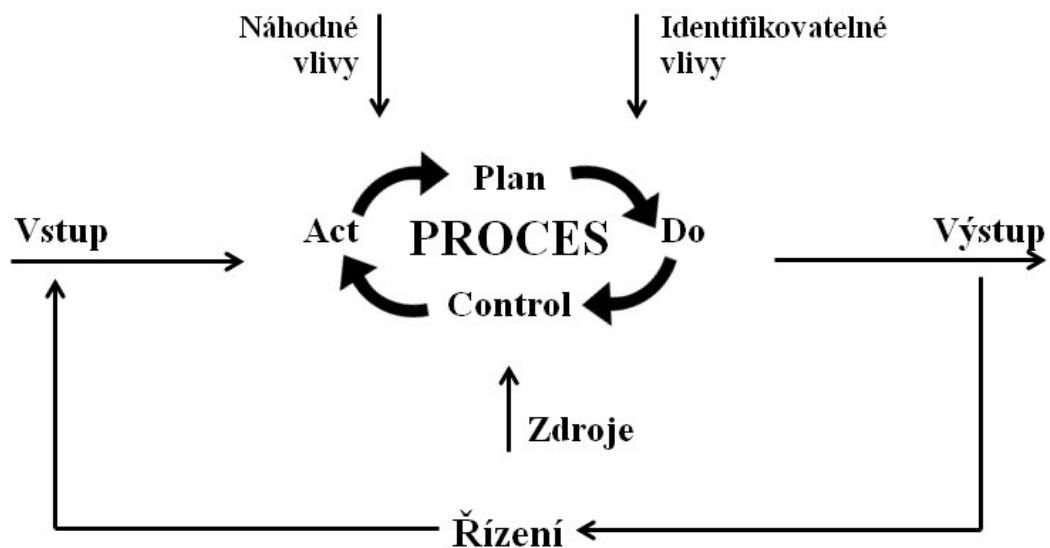 Náhodné
vlivy
Identifikovatelné
vlivy
Plan
Vstup
Act
PROCES
Do
Výstup
Control
Zdroje
Řízení